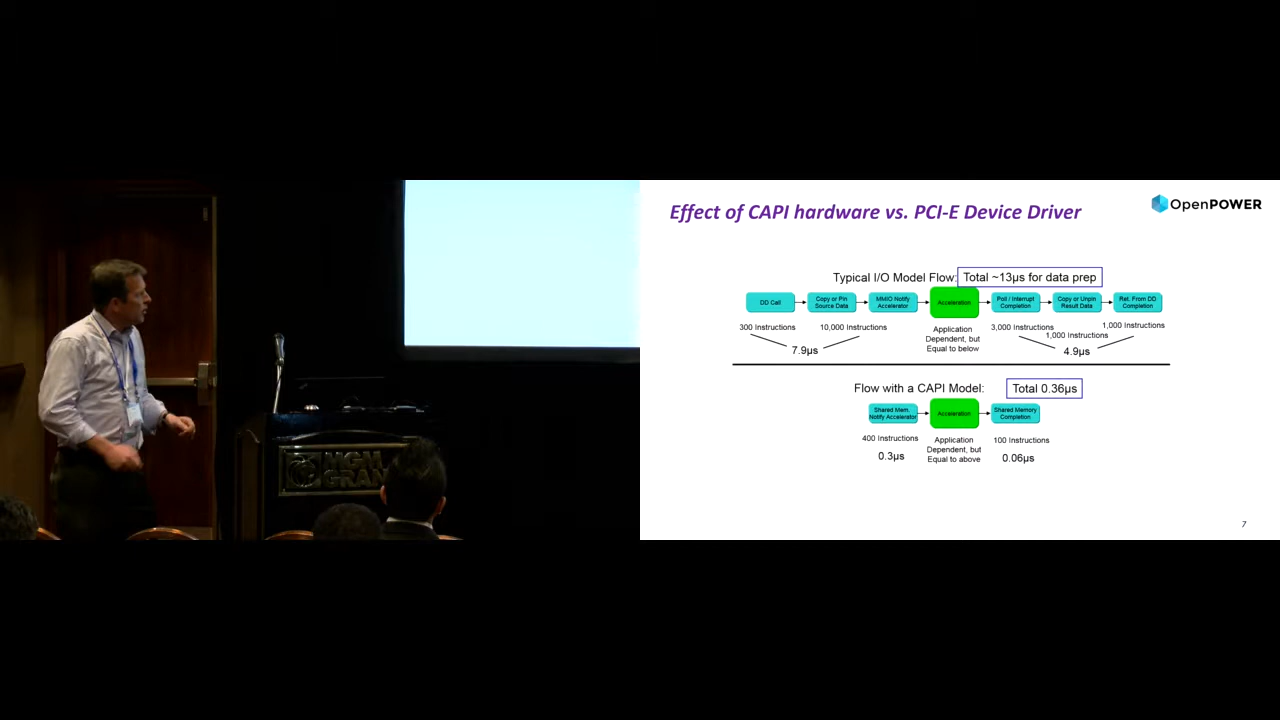 Effect of CAPI hardware vs. PCI-E Device Driver
OpenPOWER
Typical I/O Model Flow: Total ~13µs for data prep
DD Call
Copy or Pin
Source Data
MMIO Notify
Accelerator
Acceleration
Poll / Interrupt
Completion
Copy or Unpin
Result Data
Ret. From DD
Completion
300 Instructions
10,000 Instructions
Application
Dependent, but
Equal to below
3,000 Instructions
1,000 Instructions
1,000 Instructions
7.9µs
4.9µs
Flow with a CAPI Model: Total 0.36µs
Shared Mem.
Notify Accelerator
Acceleration
Shared Memory
Completion
400 Instructions
0.3µs
Application
Dependent, but
Equal to above
100 Instructions
0.06µs
MGM
GRAN
7